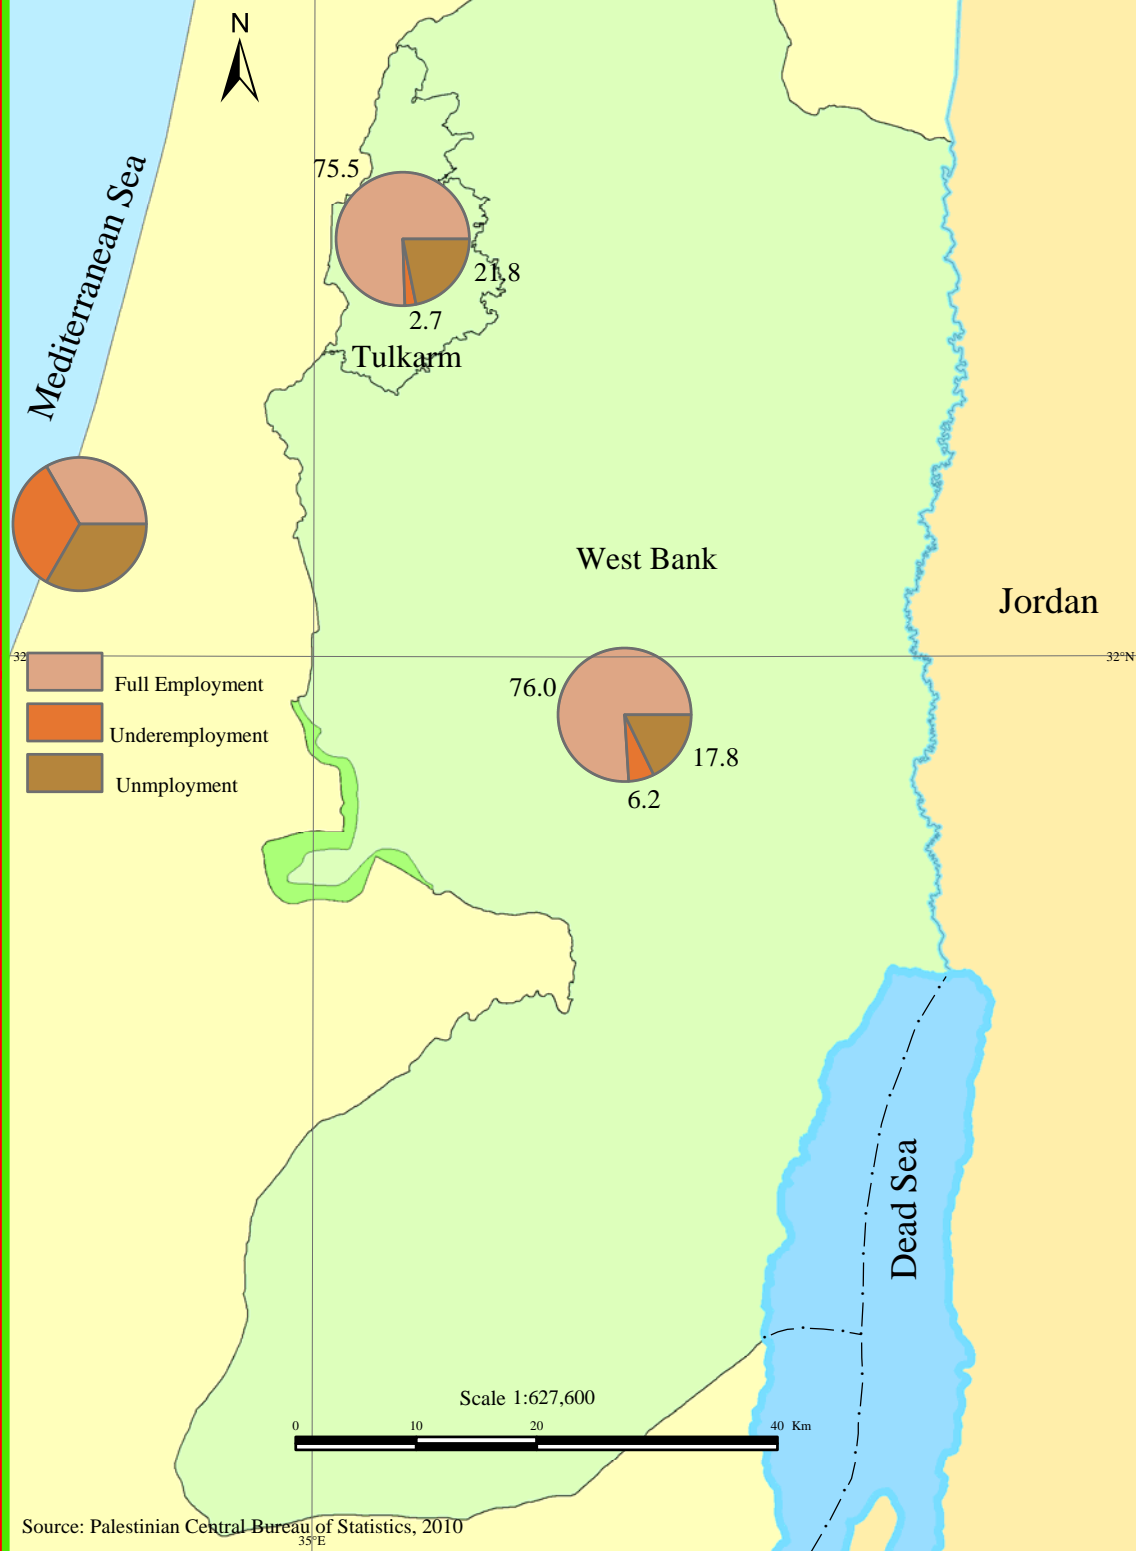 N
Mediterranean Sea
75.5
21.8
2.7
Tulkarm
West Bank
Jordan
32
32°N
Full Employment
Underemployment
Unmployment
76.0
17.8
6.2
Dead Sea
Scale 1:627,600
0 10 20 40 Km
Source: Palestinian Central Bureau of Statistics, 2010
35°E